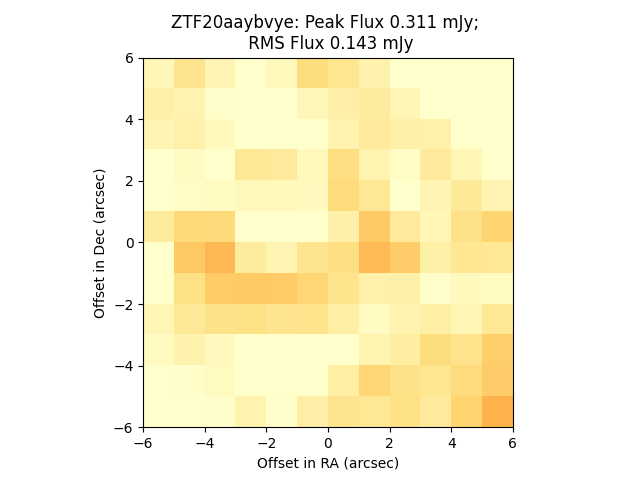 ZTF20aaybvye: Peak Flux 0.311 mJy;
RMS Flux 0.143 mJy
6
4
2
0
−2
−4
−6
Offset in Dec (arcsec)
−6 −4 −2 0 2 4 6
Offset in RA (arcsec)